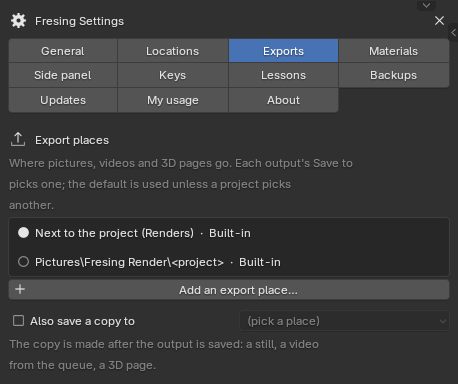 Fresing Settings
General Locations Exports Materials
Side panel Keys Lessons Backups
Updates My usage About
Export places
Where pictures, videos and 3D pages go. Each output's Save to
picks one; the default is used unless a project picks
another.
Next to the project (Renders) · Built-in
Pictures\Fresing Render\<project> · Built-in
Add an export place...
Also save a copy to (pick a place)
The copy is made after the output is saved: a still, a video
from the queue, a 3D page.